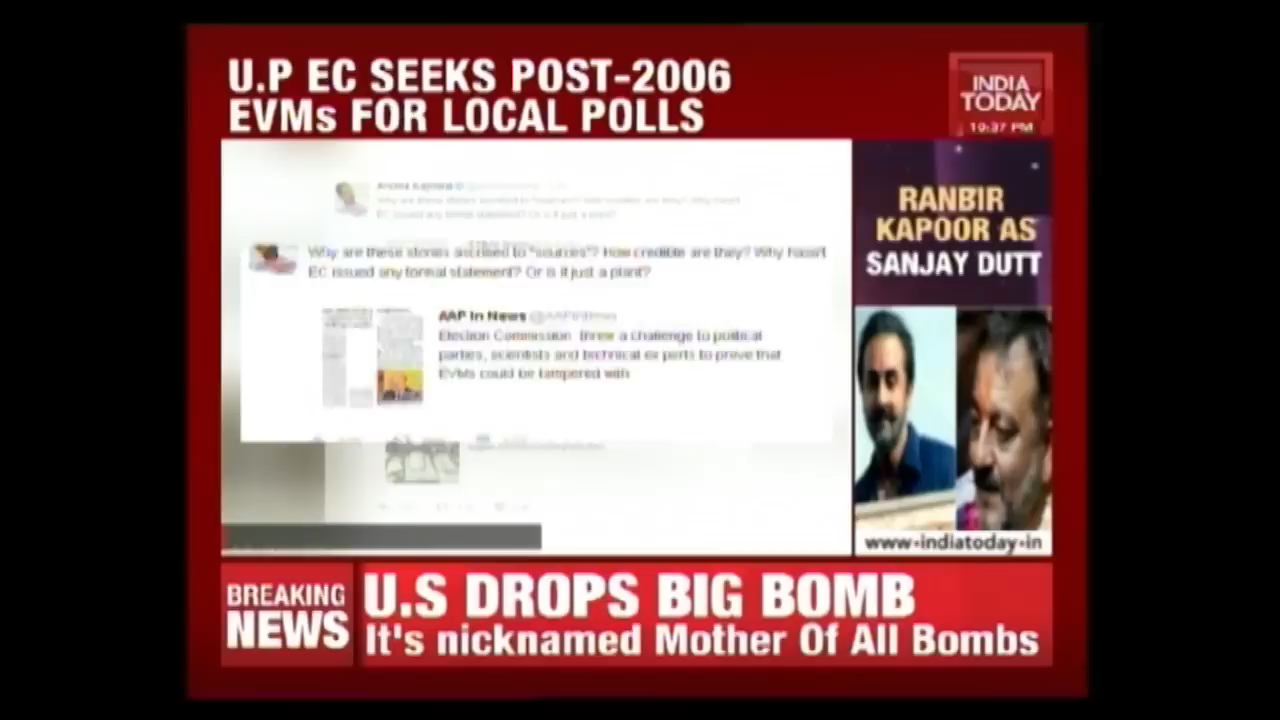 U.P EC SEEKS POST-2006
EVMs FOR LOCAL POLLS
INDIA
TODAY
10:37 PM
Why are these stories ascribed to "sources"? How credible are they? Why hasn't
EC issued any formal statement? Or is it just a plant?
AAP In News @AAPInNews
Election Commission threw a challenge to political
parties, scientists and technical experts to prove that
EVMs could be tampered with
RANBIR
KAPOOR AS
SANJAY DUTT
www.indiatoday.in
BREAKING
NEWS
U.S DROPS BIG BOMB
It's nicknamed Mother Of All Bombs